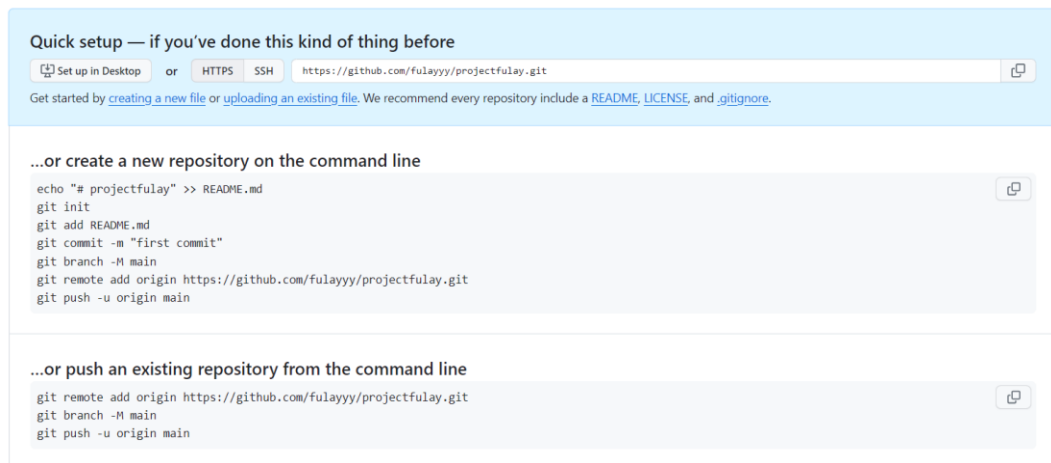 Quick setup — if you’ve done this kind of thing before
Set up in Desktop or HTTPS SSH https://github.com/fulayyy/projectfulay.git
Get started by creating a new file or uploading an existing file. We recommend every repository include a README, LICENSE, and .gitignore.
...or create a new repository on the command line
echo "# projectfulay" >> README.md
git init
git add README.md
git commit -m "first commit"
git branch -M main
git remote add origin https://github.com/fulayyy/projectfulay.git
git push -u origin main
...or push an existing repository from the command line
git remote add origin https://github.com/fulayyy/projectfulay.git
git branch -M main
git push -u origin main